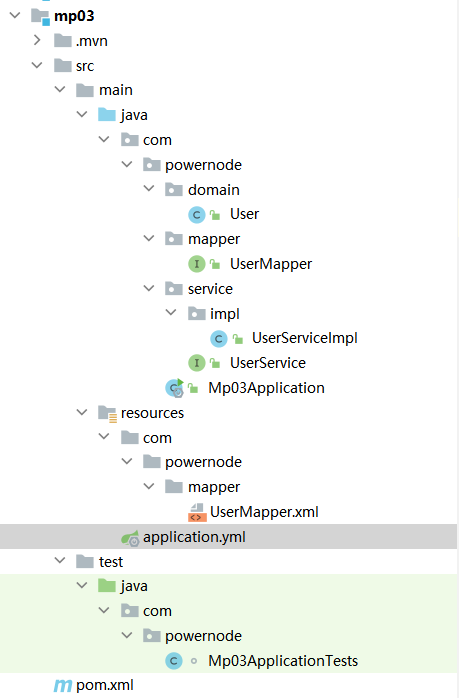 mp03
.mvn
src
main
java
com
powernode
domain
C User
mapper
I UserMapper
service
impl
C UserServiceImpl
I UserService
C Mp03Application
resources
com
powernode
mapper
<> UserMapper.xml
application.yml
test
java
com
powernode
C Mp03ApplicationTests
m pom.xml